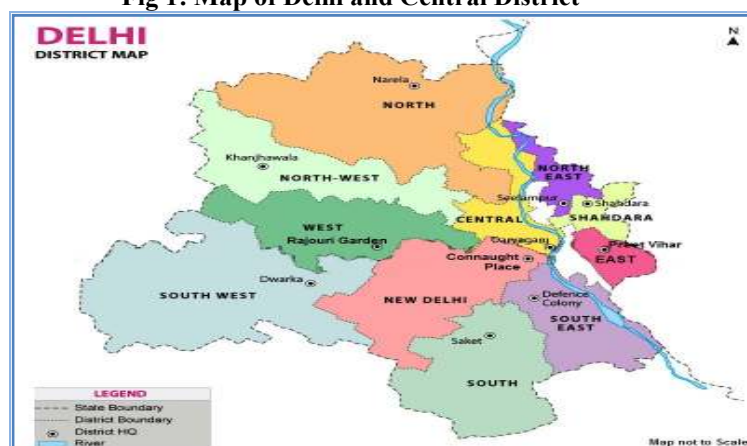 Fig 1: Map of Delhi and Central District
DELHI
DISTRICT MAP
N
Narela
NORTH
Khanjhawala
NORTH-WEST
NORTH
EAST
Seelampur
Shahdara
SHAHDARA
CENTRAL
WEST
Rajouri Garden
Daryaganj
Preet Vihar
EAST
Connaught
Place
Dwarka
SOUTH WEST
NEW DELHI
Defence
Colony
SOUTH
EAST
Saket
SOUTH
LEGEND
State Boundary
District Boundary
District HQ
River
Map not to Scale